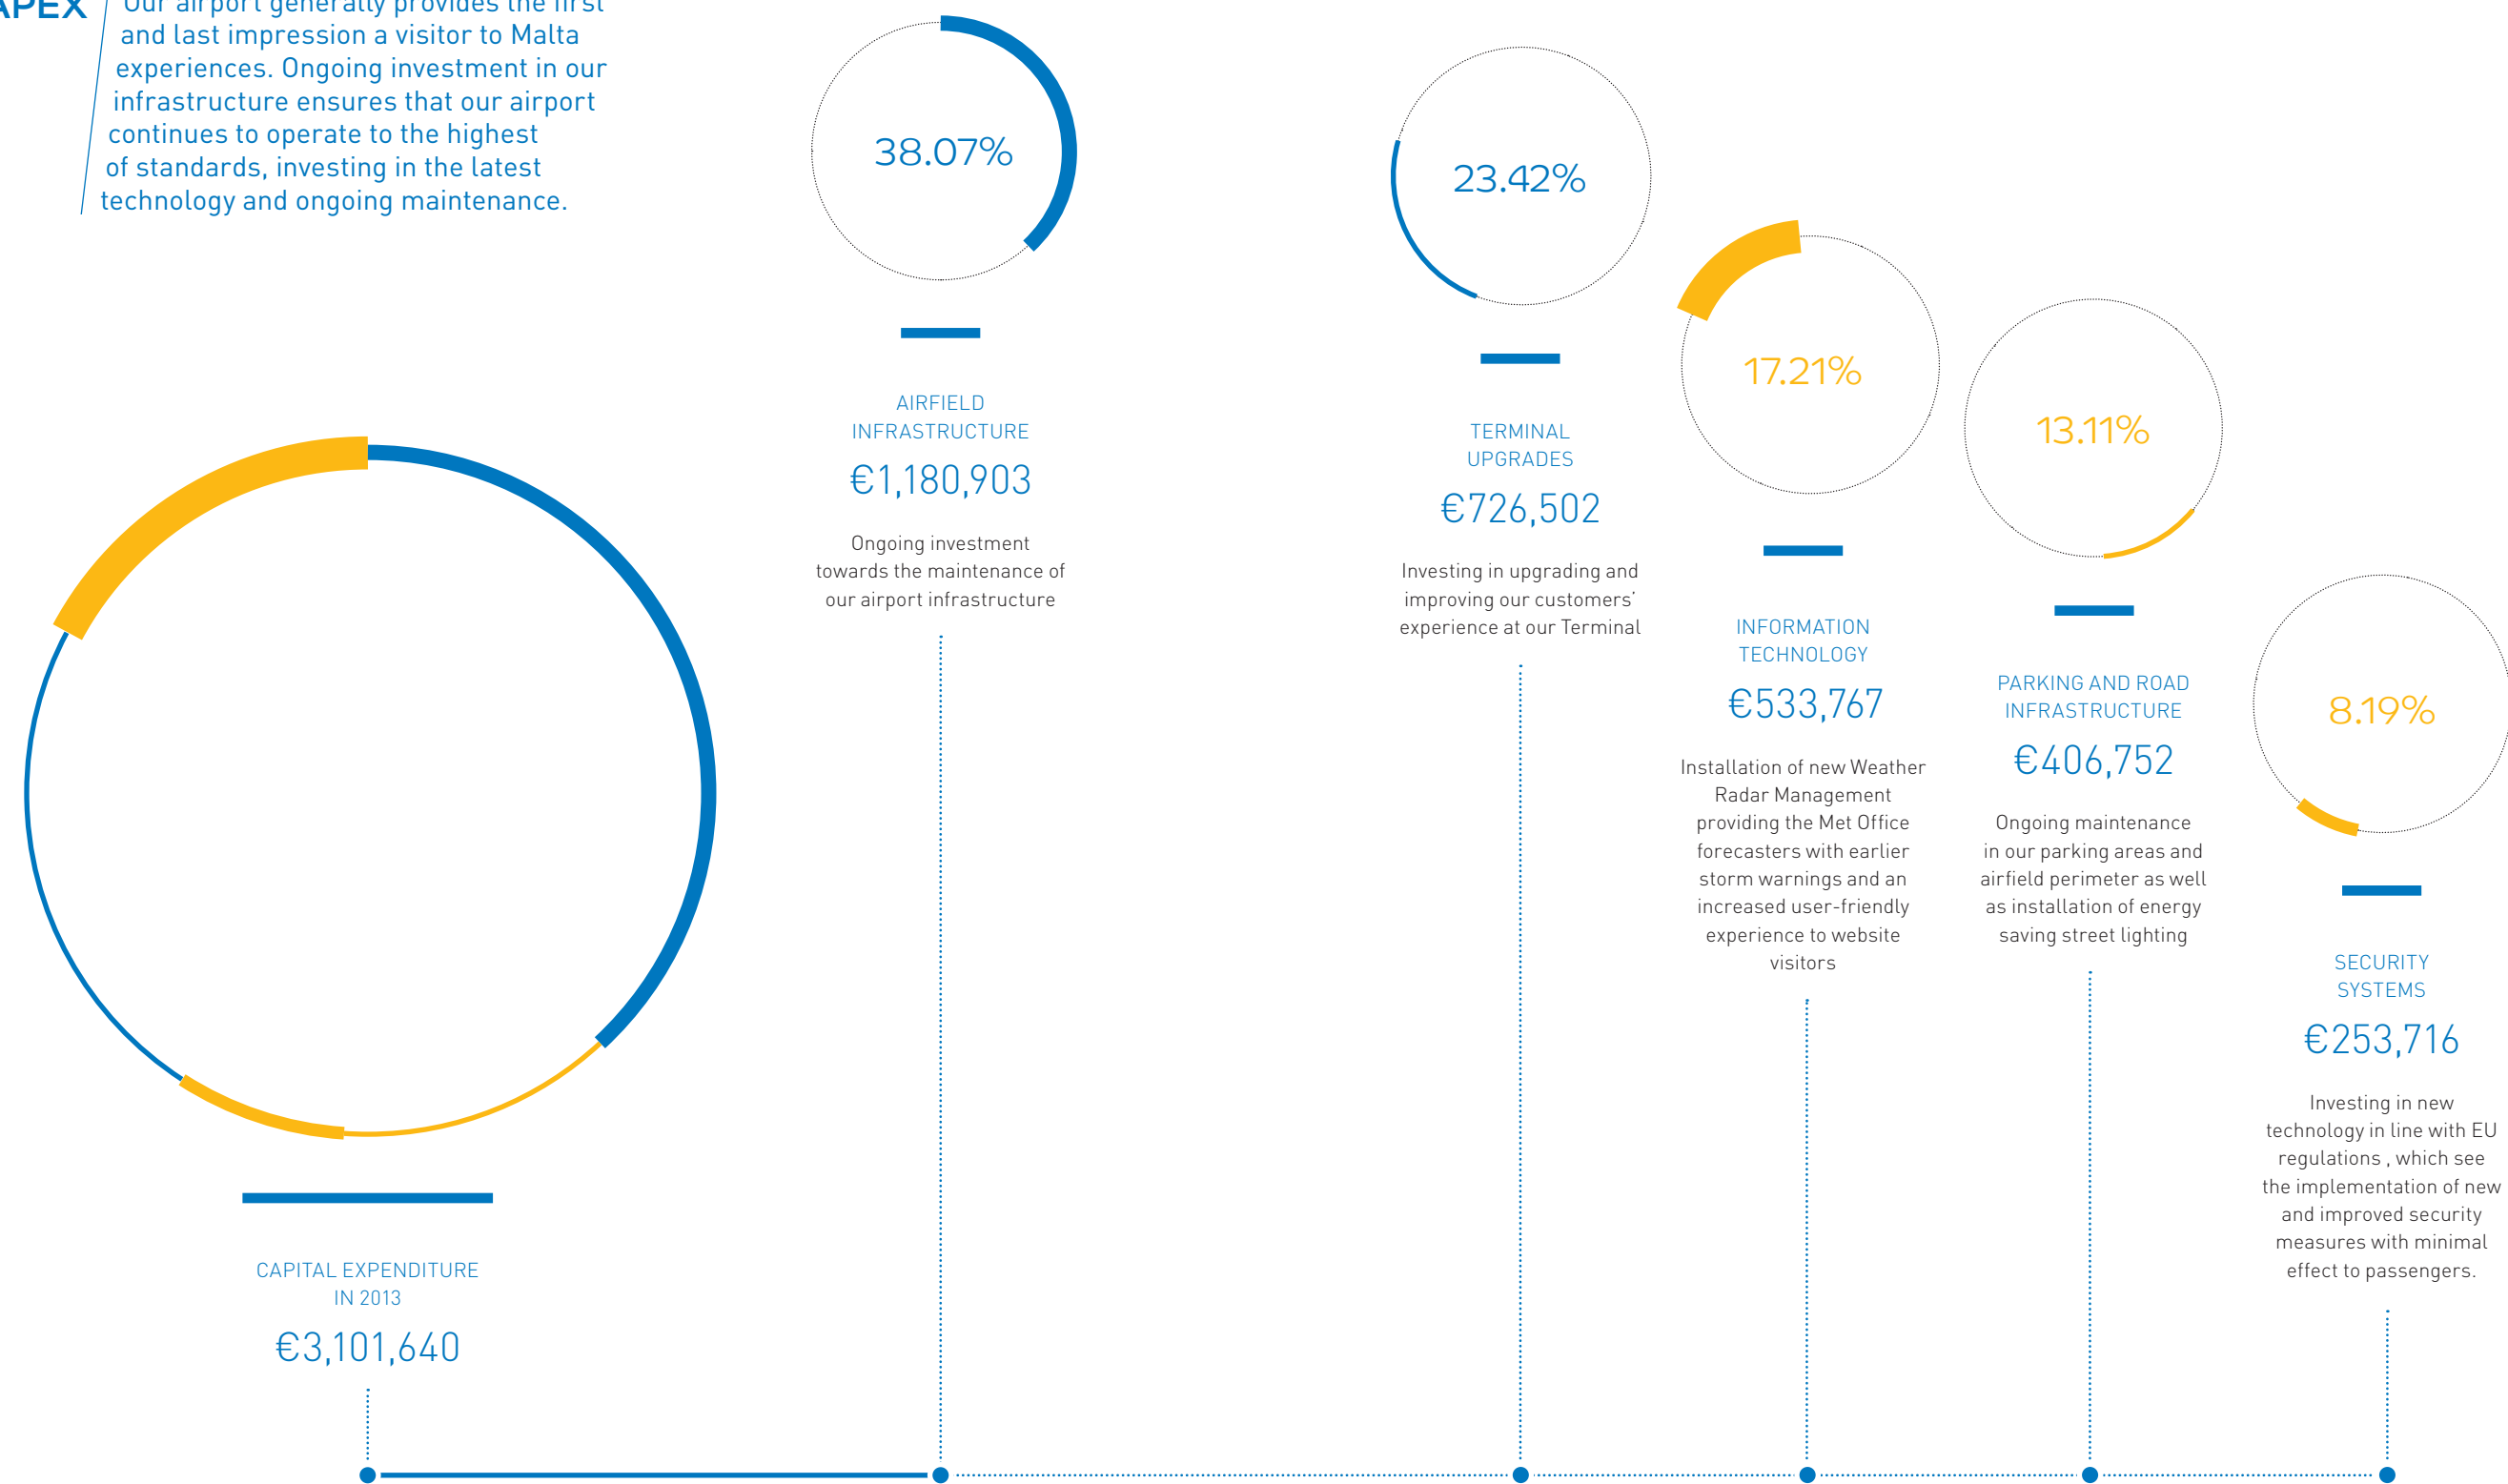 APEX
Our airport generally provides the first
and last impression a visitor to Malta
experiences. Ongoing investment in our
infrastructure ensures that our airport
continues to operate to the highest
of standards, investing in the latest
technology and ongoing maintenance.
38.07%
AIRFIELD
INFRASTRUCTURE
€1,180,903
Ongoing investment
towards the maintenance of
our airport infrastructure
23.42%
TERMINAL
UPGRADES
€726,502
Investing in upgrading and
improving our customers’
experience at our Terminal
17.21%
INFORMATION
TECHNOLOGY
€533,767
Installation of new Weather
Radar Management
providing the Met Office
forecasters with earlier
storm warnings and an
increased user-friendly
experience to website
visitors
13.11%
PARKING AND ROAD
INFRASTRUCTURE
€406,752
Ongoing maintenance
in our parking areas and
airfield perimeter as well
as installation of energy
saving street lighting
8.19%
SECURITY
SYSTEMS
€253,716
Investing in new
technology in line with EU
regulations , which see
the implementation of new
and improved security
measures with minimal
effect to passengers.
CAPITAL EXPENDITURE
IN 2013
€3,101,640